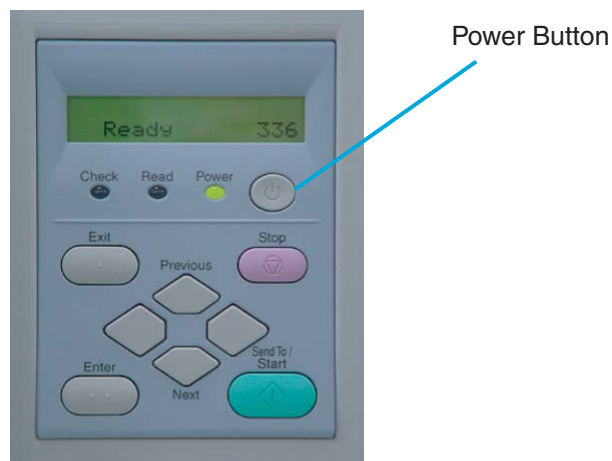 Power Button
Ready 336
Check Read Power
Exit Stop
Previous
Enter Send To /
Start
Next